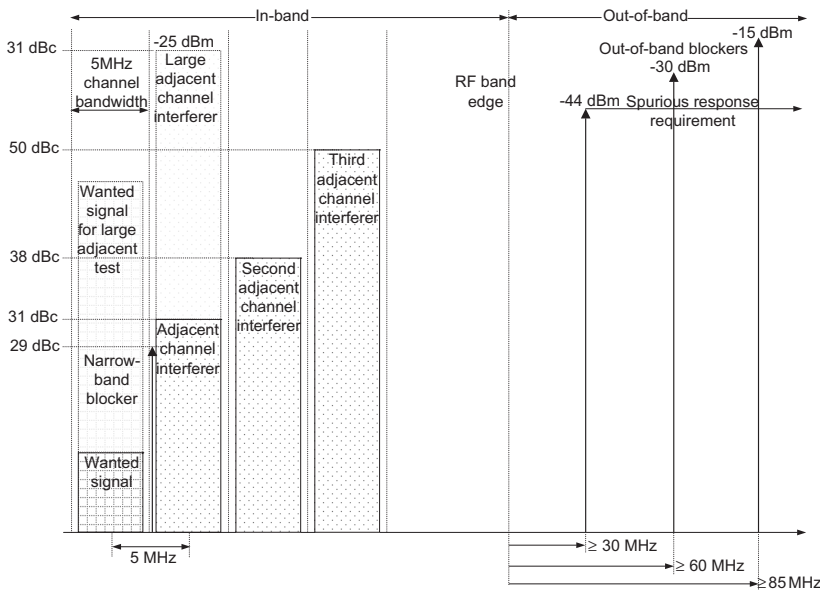 In-band
Out-of-band
31 dBc
-25 dBm
-15 dBm
5MHz
channel
bandwidth
Large
adjacent
channel
interferer
RF band
edge
Out-of-band blockers
-30 dBm
-44 dBm
Spurious response
requirement
50 dBc
Third
adjacent
channel
interferer
Wanted
signal
for large
adjacent
test
38 dBc
Second
adjacent
channel
interferer
31 dBc
29 dBc
Adjacent
channel
interferer
Narrow-
band
blocker
Wanted
signal
5 MHz
≥ 30 MHz
≥ 60 MHz
≥85 MHz